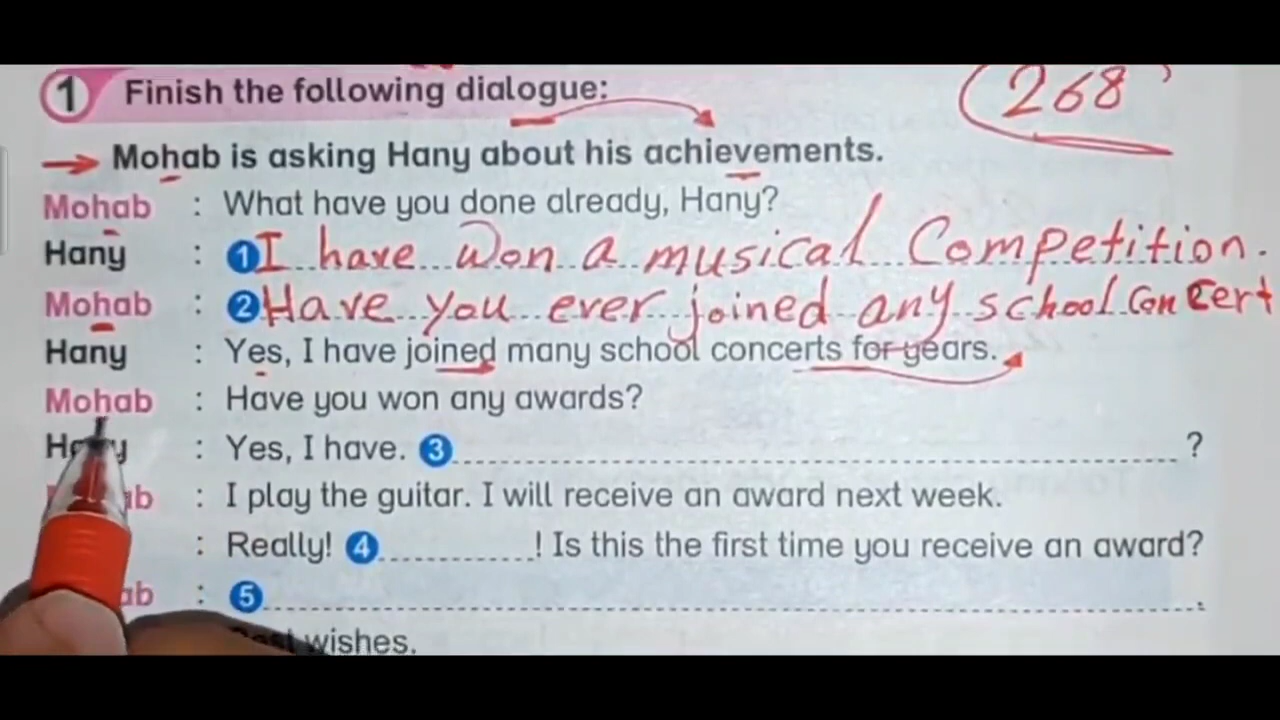 268
1 Finish the following dialogue:
Mohab is asking Hany about his achievements.
Mohab : What have you done already, Hany?
Hany : 1 I have won a musical Competition.
Mohab : 2 Have you ever joined any school Concert
Hany : Yes, I have joined many school concerts for years.
Mohab : Have you won any awards?
Hany : Yes, I have. 3 ?
ab : I play the guitar. I will receive an award next week.
: Really! 4 ! Is this the first time you receive an award?
ab : 5 .
wishes.